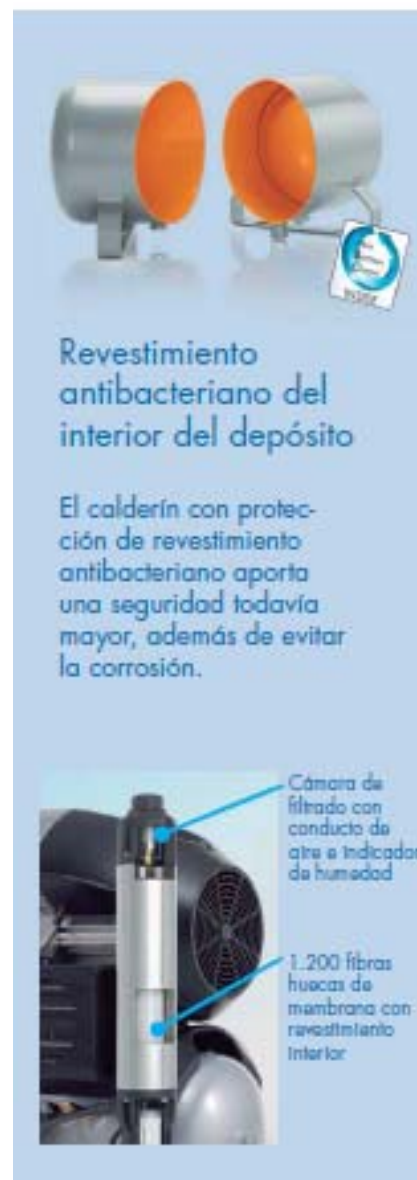 Revestimiento
antibacteriano del
interior del depósito
El calderín con protec-
ción de revestimiento
antibacteriano aporta
una seguridad todavía
mayor, además de evitar
la corrosión.
Cámara de
filtrado con
conducto de
aire e indicador
de humedad
1.200 fibras
huecas de
membrana con
revestimiento
interior